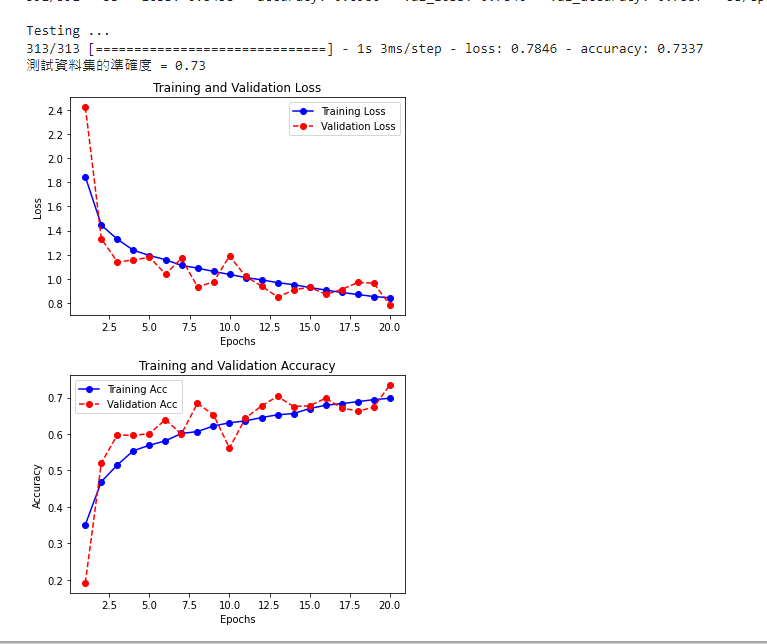 Testing ...
313/313 [==============================] - 1s 3ms/step - loss: 0.7846 - accuracy: 0.7337
測試資料集的準確度 = 0.73
Training and Validation Loss
Training Loss
Validation Loss
2.4
2.2
2.0
1.8
1.6
1.4
1.2
1.0
0.8
Loss
2.5 5.0 7.5 10.0 12.5 15.0 17.5 20.0
Epochs
Training and Validation Accuracy
Training Acc
Validation Acc
0.7
0.6
0.5
0.4
0.3
0.2
Accuracy
2.5 5.0 7.5 10.0 12.5 15.0 17.5 20.0
Epochs